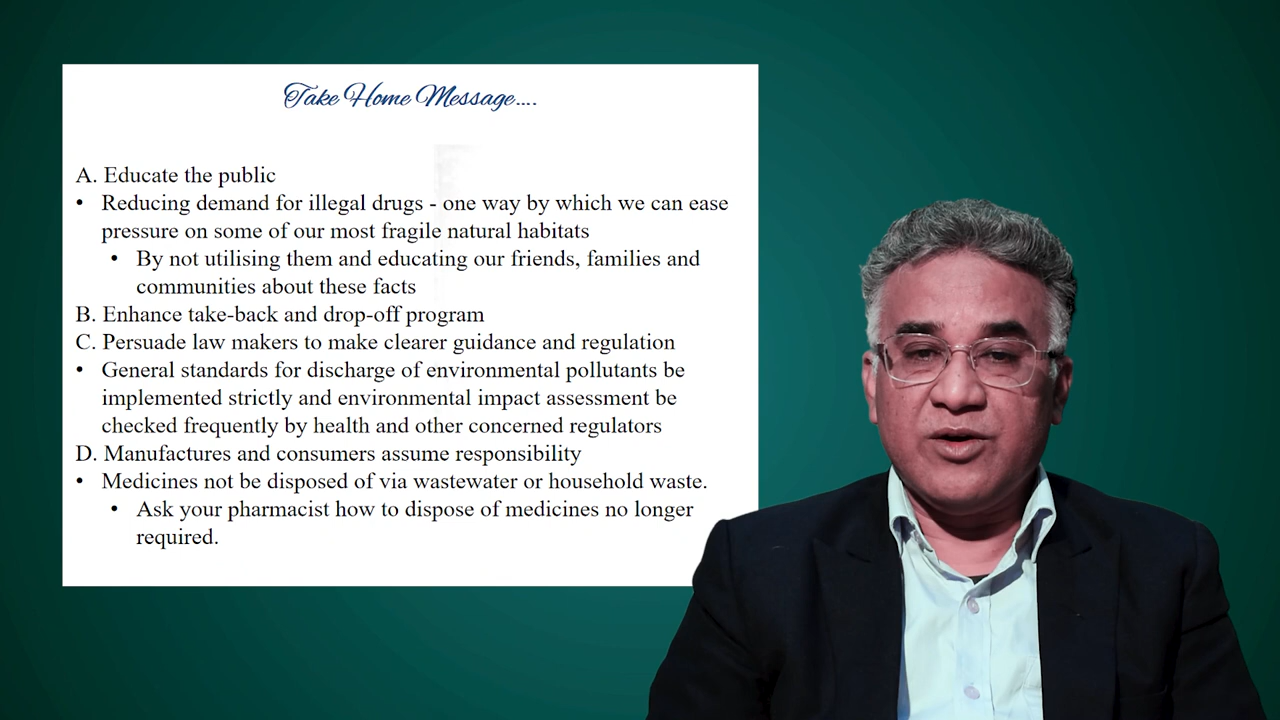 Take Home Message....
A. Educate the public
• Reducing demand for illegal drugs - one way by which we can ease
pressure on some of our most fragile natural habitats
• By not utilising them and educating our friends, families and
communities about these facts
B. Enhance take-back and drop-off program
C. Persuade law makers to make clearer guidance and regulation
• General standards for discharge of environmental pollutants be
implemented strictly and environmental impact assessment be
checked frequently by health and other concerned regulators
D. Manufactures and consumers assume responsibility
• Medicines not be disposed of via wastewater or household waste.
• Ask your pharmacist how to dispose of medicines no longer
required.